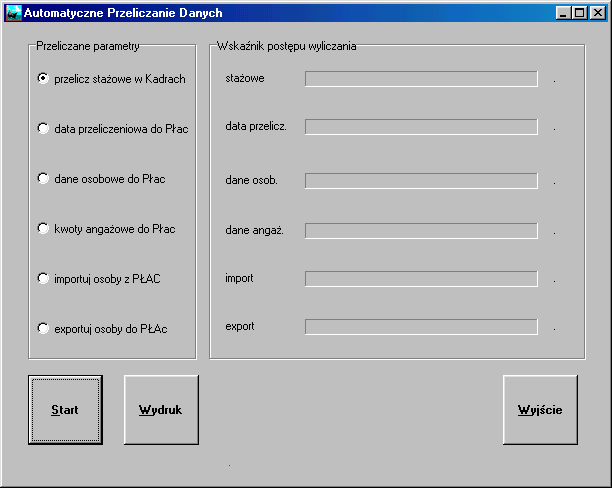 Automatyczne Przeliczanie Danych
Przeliczane parametry
przelicz stażowe w Kadrach
data przeliczeniowa do Płac
dane osobowe do Płac
kwoty angażowe do Płac
importuj osoby z PŁAC
exportuj osoby do PŁAc
Wskaźnik postępu wyliczania
stażowe .
data przelicz. .
dane osob. .
dane angaż. .
import .
export .
Start
Wydruk
Wyjście
.